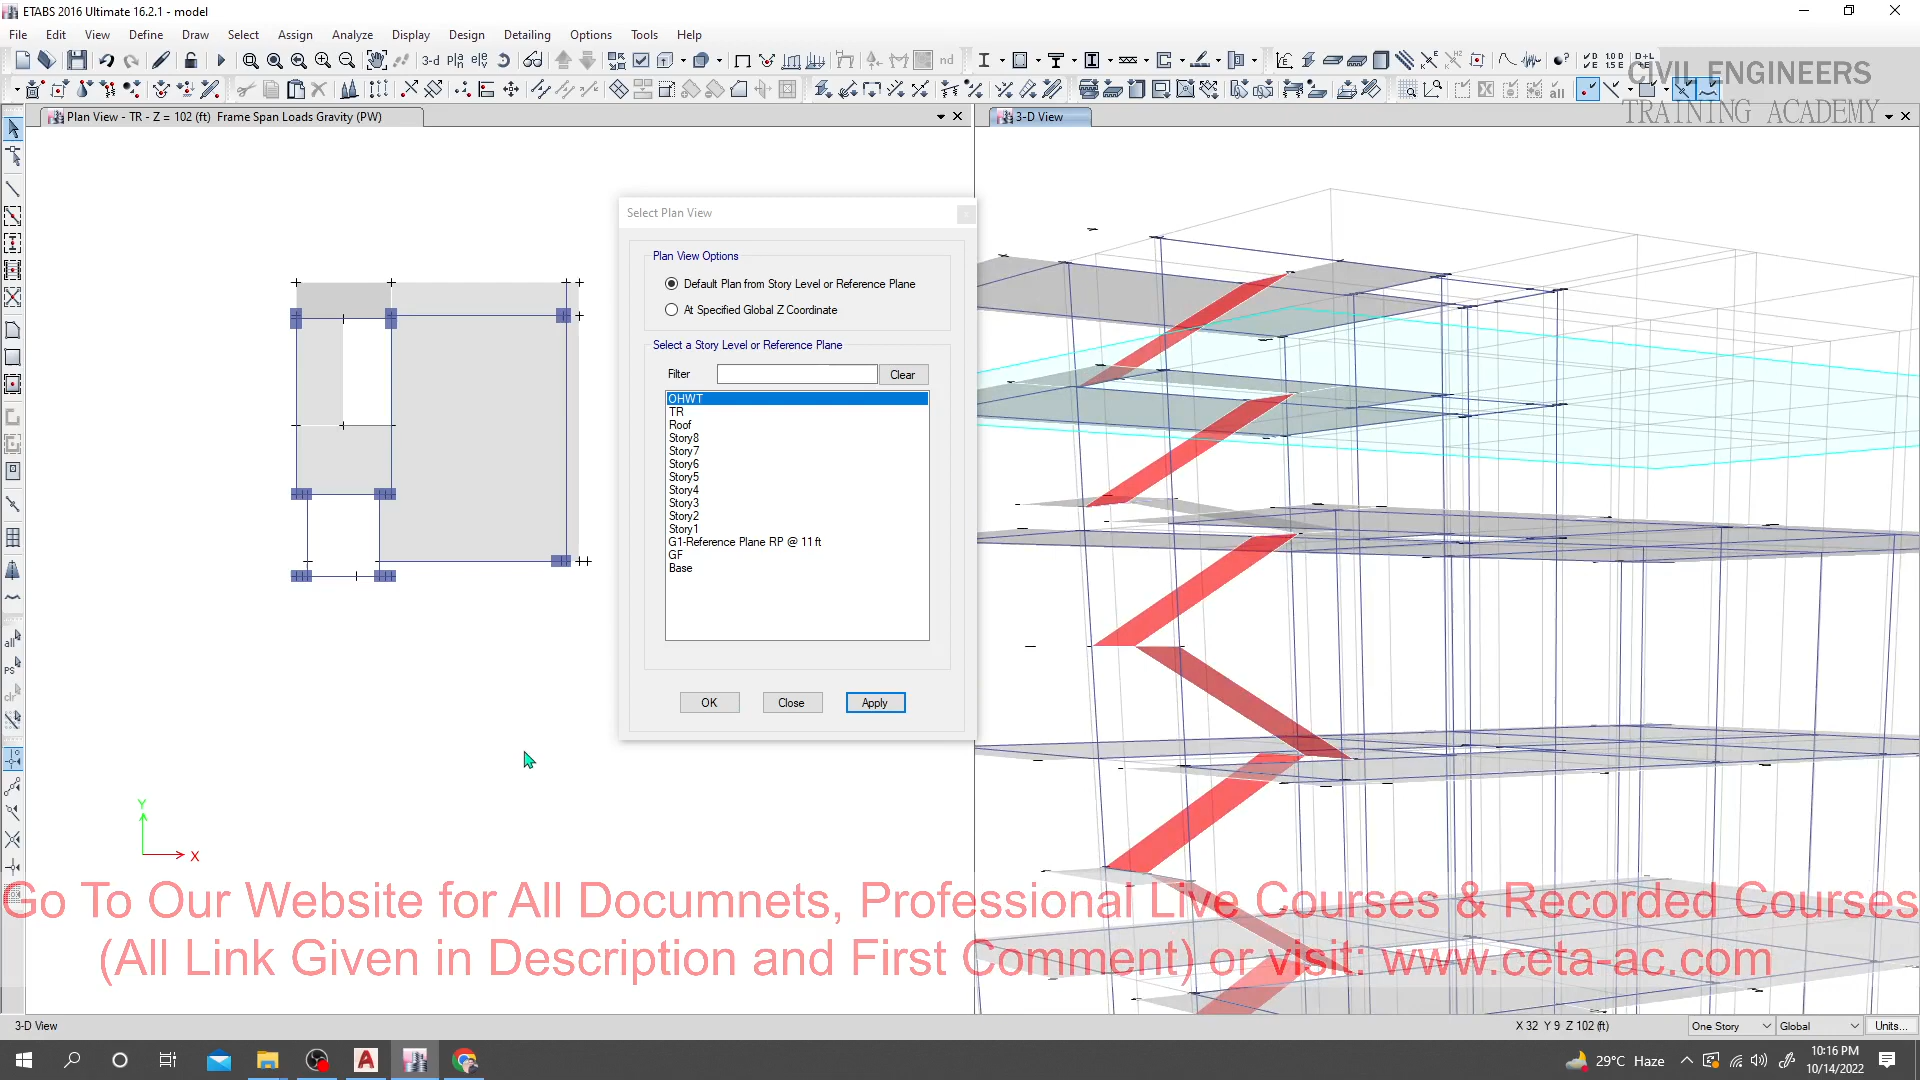 ETABS 2016 Ultimate 16.2.1 - model
File Edit View Define Draw Select Assign Analyze Display Design Detailing Options Tools Help
3-d
nd
CIVIL ENGINEERS
TRAINING ACADEMY
all
Plan View - TR - Z = 102 (ft) Frame Span Loads Gravity (PW)
3-D View
Select Plan View
Plan View Options
Default Plan from Story Level or Reference Plane
At Specified Global Z Coordinate
Select a Story Level or Reference Plane
Filter
Clear
OHWT
TR
Roof
Story8
Story7
Story6
Story5
Story4
Story3
Story2
Story1
G1-Reference Plane RP @ 11 ft
GF
Base
OK Close Apply
all
PS
clr
Y
X
Go To Our Website for All Documnets, Professional Live Courses & Recorded Courses
(All Link Given in Description and First Comment) or visit: www.ceta-ac.com
3-D View
X 32 Y 9 Z 102 (ft)
One Story
Global
Units...
29°C Haze
10:16 PM
10/14/2022